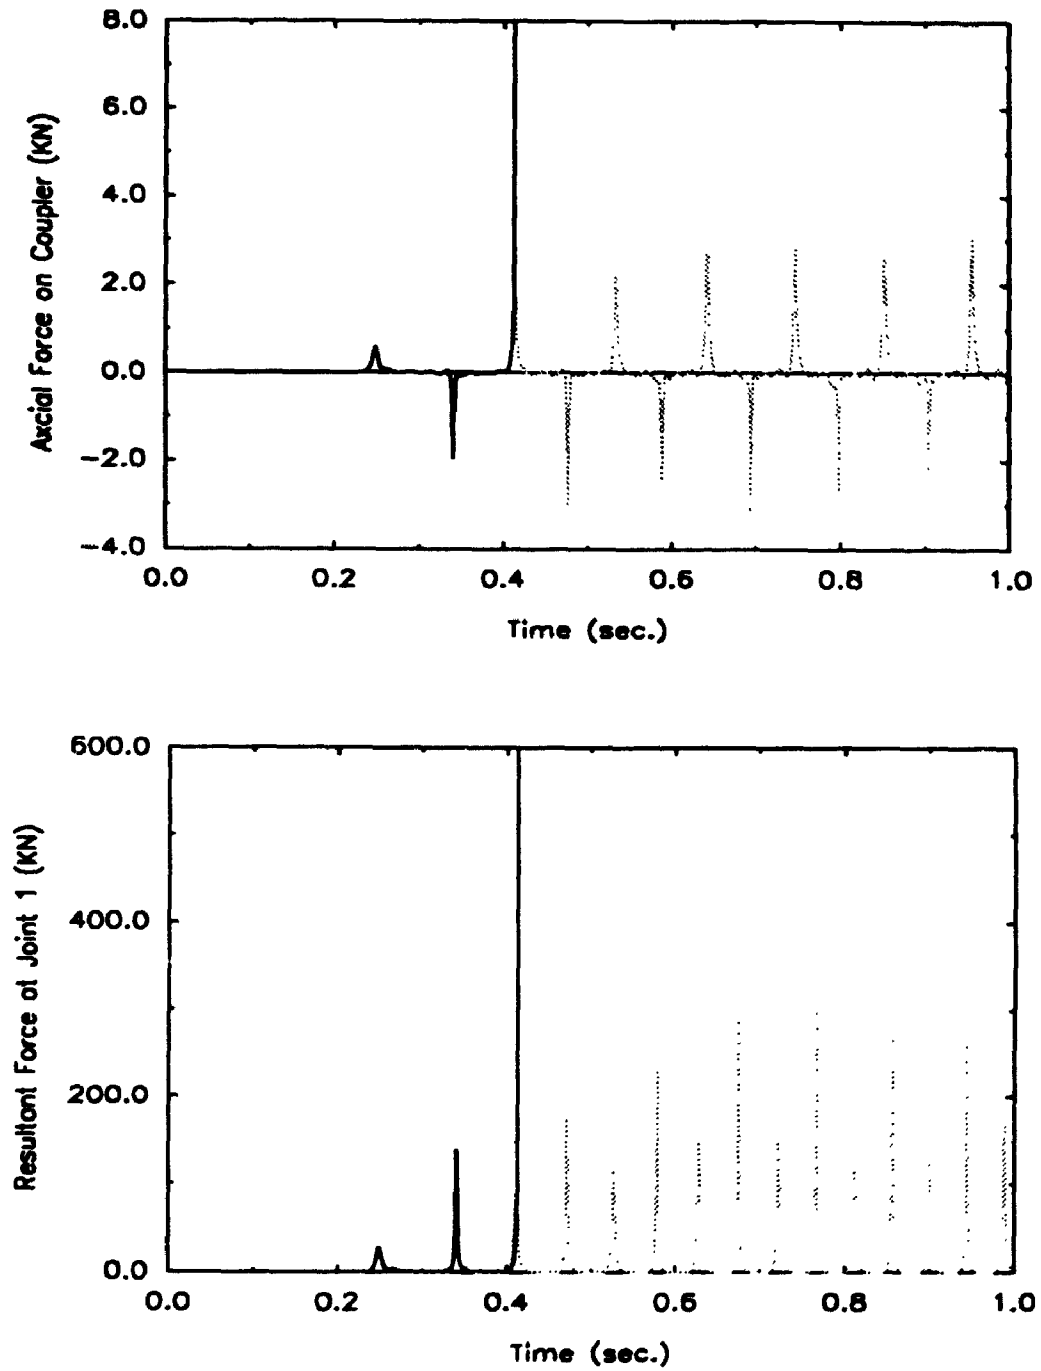 8.0
6.0
4.0
2.0
0.0
−2.0
−4.0
Axcial Force on Coupler (KN)
0.0 0.2 0.4 0.6 0.8 1.0
Time (sec.)
600.0
400.0
200.0
0.0
Resultant Force at Joint 1 (KN)
0.0 0.2 0.4 0.6 0.8 1.0
Time (sec.)